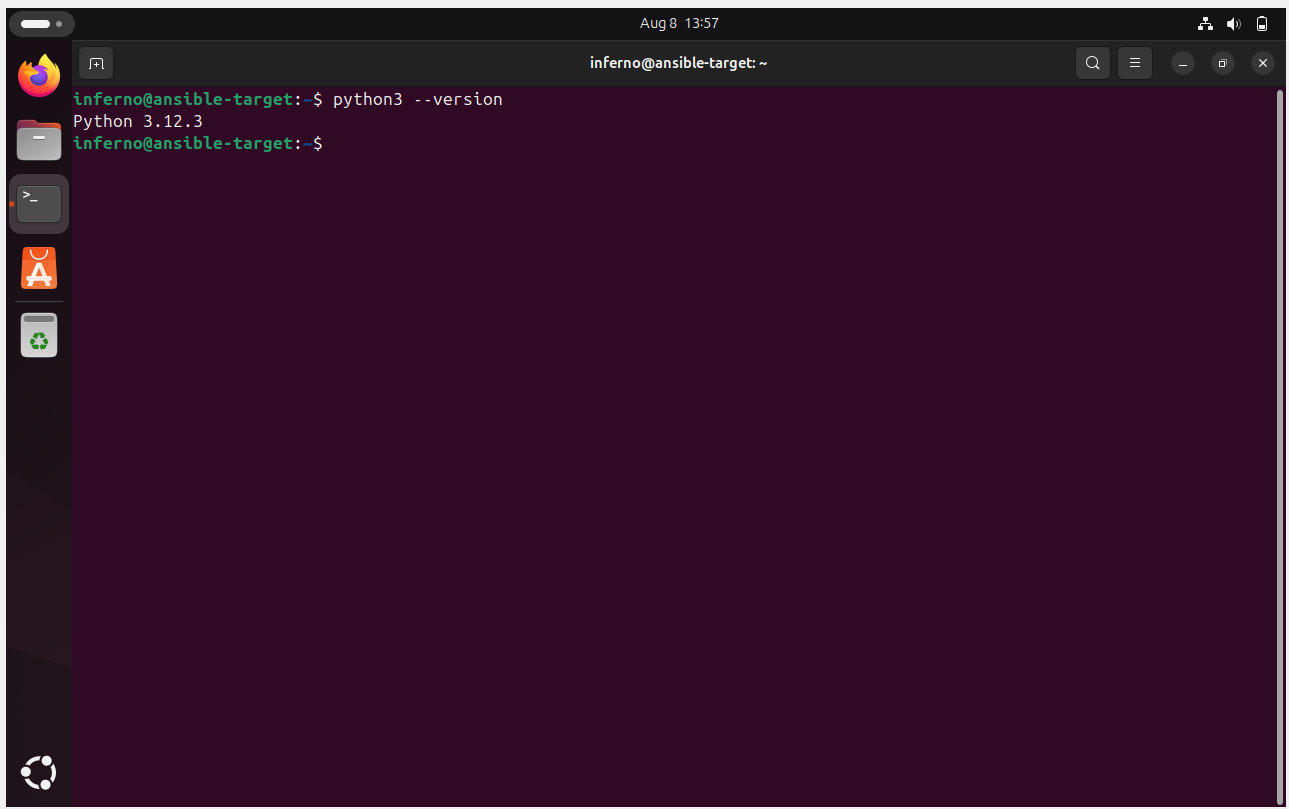 Aug 8 13:57
inferno@ansible-target: ~
inferno@ansible-target:~$ python3 --version
Python 3.12.3
inferno@ansible-target:~$